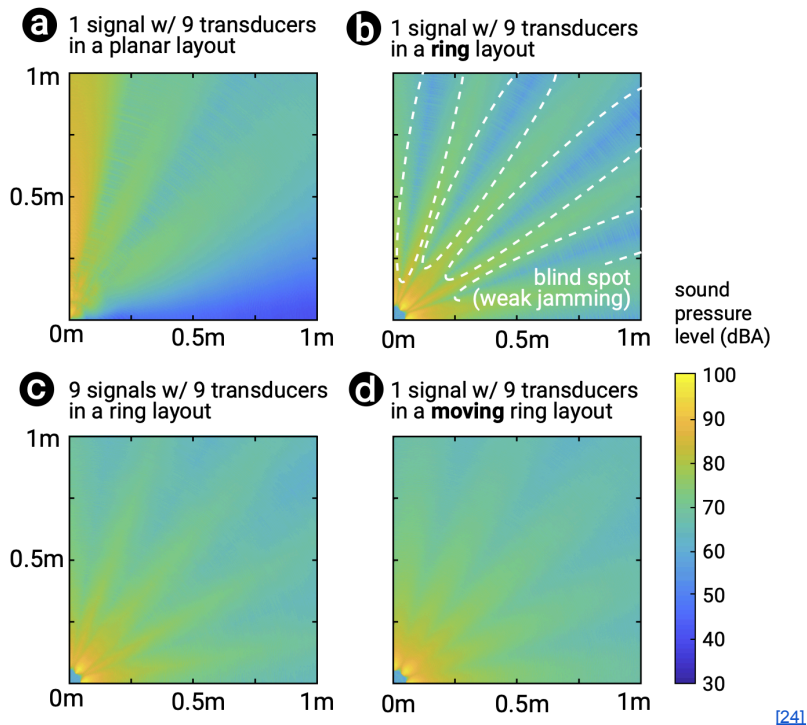 a 1 signal w/ 9 transducers
in a planar layout
b 1 signal w/ 9 transducers
in a ring layout
1m
0.5m
0m 0.5m 1m
0m 0.5m 1m
blind spot
(weak jamming)
sound
pressure
level (dBA)
c 9 signals w/ 9 transducers
in a ring layout
d 1 signal w/ 9 transducers
in a moving ring layout
1m
0.5m
0m 0.5m 1m
0m 0.5m 1m
100
90
80
70
60
50
40
30
[24]